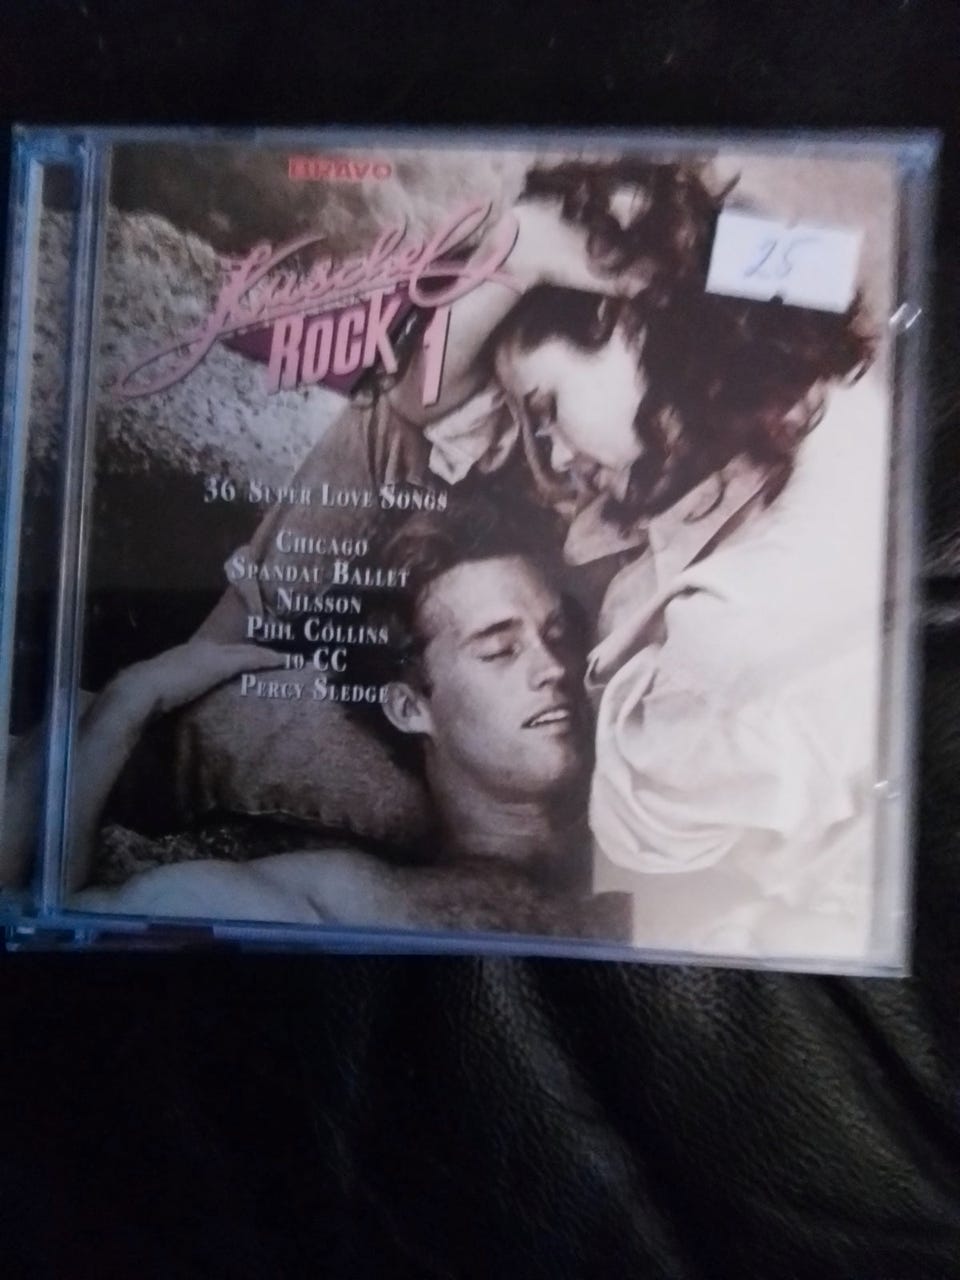 BRAVO
Kuschel
ROCK 1
25
36 SUPER LOVE SONGS
CHICAGO
SPANDAU BALLET
NILSSON
PHIL COLLINS
10 CC
PERCY SLEDGE